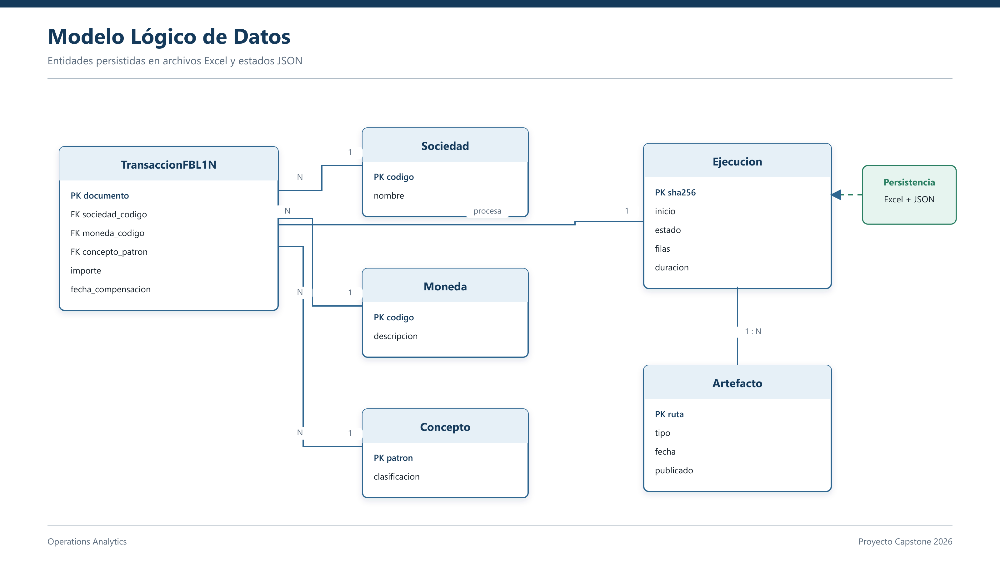 Modelo Lógico de Datos
Entidades persistidas en archivos Excel y estados JSON
TransaccionFBL1N
PK documento
FK sociedad_codigo
FK moneda_codigo
FK concepto_patron
importe
fecha_compensacion
N
1
N
N
1
N
1
Sociedad
PK codigo
nombre
procesa
1
Moneda
PK codigo
descripcion
Concepto
PK patron
clasificacion
Ejecucion
PK sha256
inicio
estado
filas
duracion
Persistencia
Excel + JSON
1 : N
Artefacto
PK ruta
tipo
fecha
publicado
Operations Analytics
Proyecto Capstone 2026